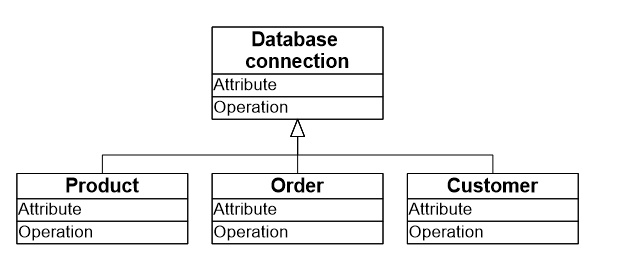 Database
connection
Attribute
Operation
Product
Attribute
Operation
Order
Attribute
Operation
Customer
Attribute
Operation